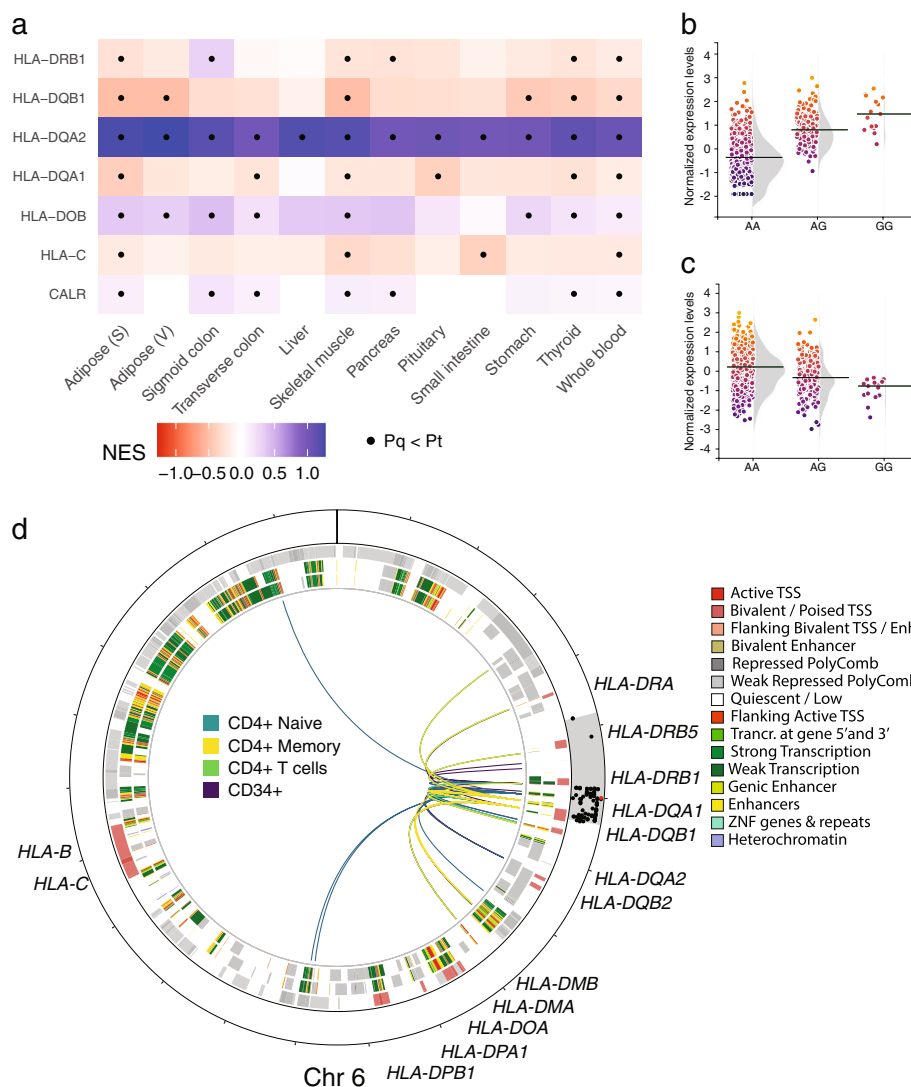 a
HLA−DRB1
HLA−DQB1
HLA−DQA2
HLA−DQA1
HLA−DOB
HLA−C
CALR
Adipose (S)
Adipose (V)
Sigmoid colon
Transverse colon
Liver
Skeletal muscle
Pancreas
Pituitary
Small intestine
Stomach
Thyroid
Whole blood
NES
−1.0 −0.5 0.0 0.5 1.0
Pq < Pt
b
Normalized expression levels
4
3
2
1
0
-1
-2
AA AG GG
c
Normalized expression levels
4
3
2
1
0
-1
-2
-3
-4
AA AG GG
d
CD4+ Naive
CD4+ Memory
CD4+ T cells
CD34+
HLA-DRA
HLA-DRB5
HLA-DRB1
HLA-DQA1
HLA-DQB1
HLA-DQA2
HLA-DQB2
HLA-DMB
HLA-DMA
HLA-DOA
HLA-DPA1
HLA-DPB1
HLA-B
HLA-C
Chr 6
Active TSS
Bivalent / Poised TSS
Flanking Bivalent TSS / Enh
Bivalent Enhancer
Repressed PolyComb
Weak Repressed PolyComb
Quiescent / Low
Flanking Active TSS
Trancr. at gene 5'and 3'
Strong Transcription
Weak Transcription
Genic Enhancer
Enhancers
ZNF genes & repeats
Heterochromatin